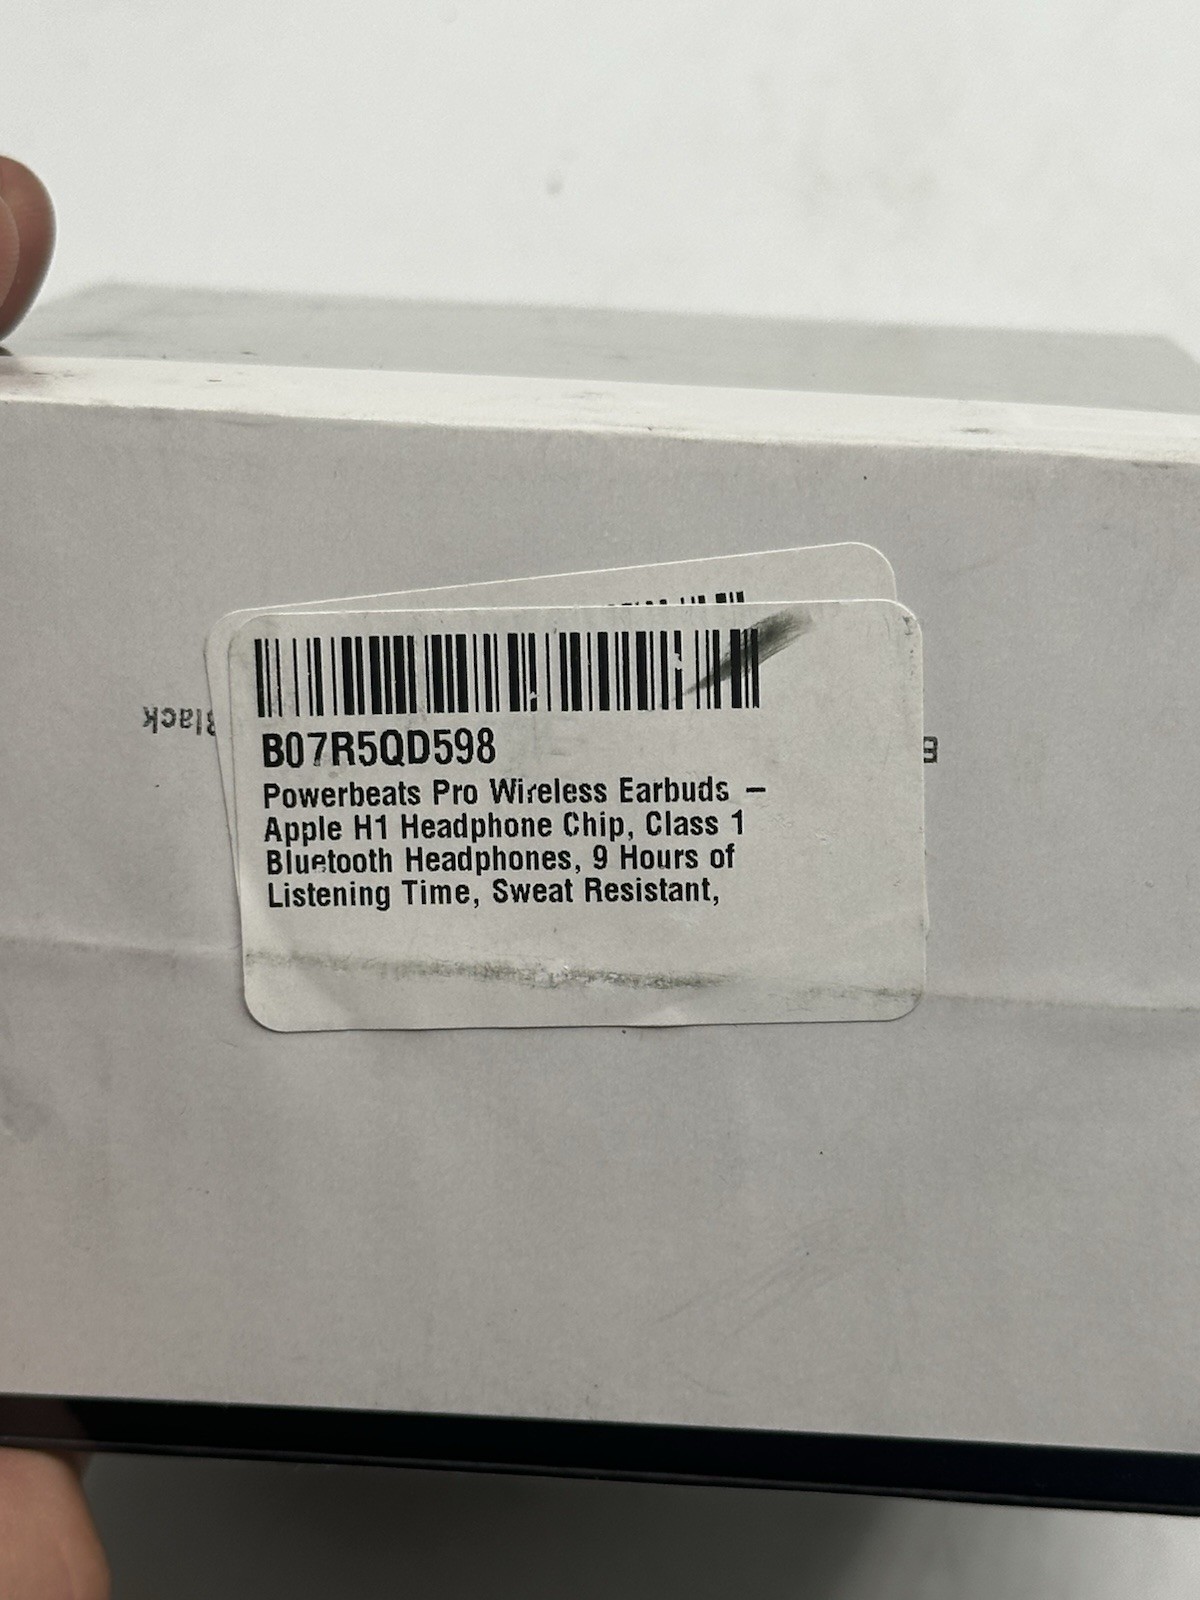 B07R5QD598
Powerbeats Pro Wireless Earbuds –
Apple H1 Headphone Chip, Class 1
Bluetooth Headphones, 9 Hours of
Listening Time, Sweat Resistant,
Black